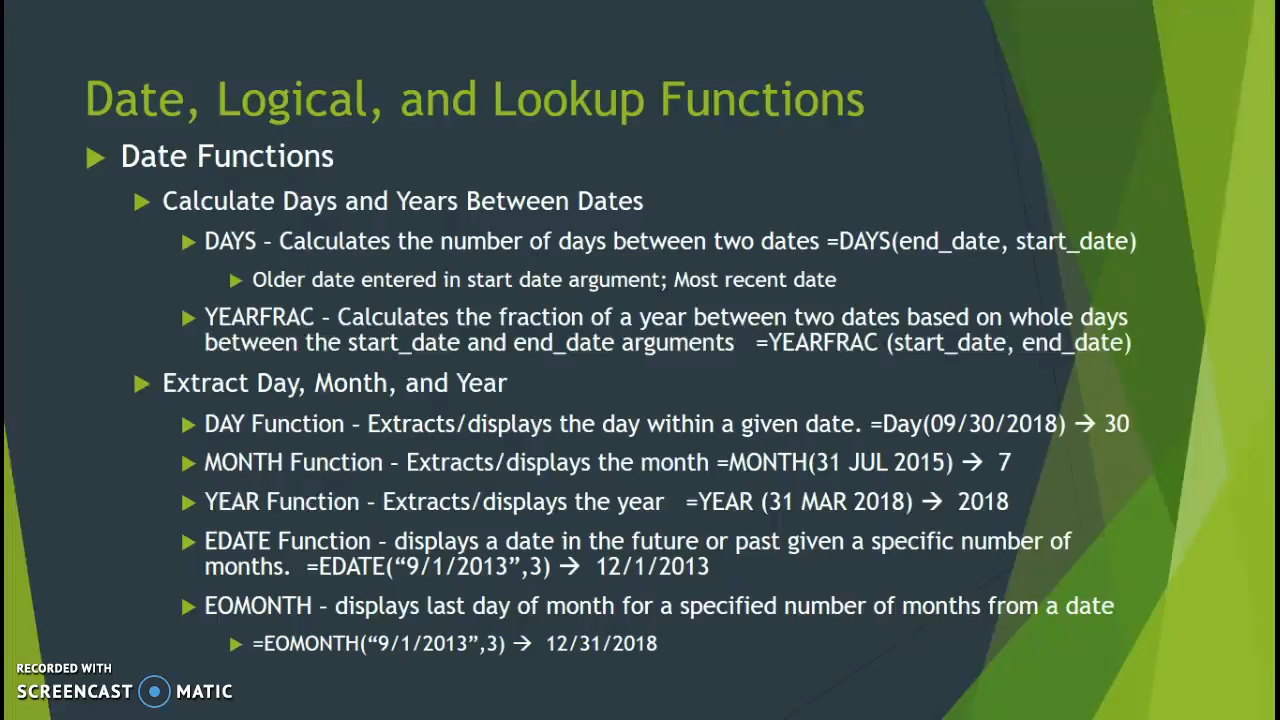 Date, Logical, and Lookup Functions
Date Functions
Calculate Days and Years Between Dates
DAYS – Calculates the number of days between two dates =DAYS(end_date, start_date)
Older date entered in start date argument; Most recent date
YEARFRAC – Calculates the fraction of a year between two dates based on whole days
between the start_date and end_date arguments =YEARFRAC (start_date, end_date)
Extract Day, Month, and Year
DAY Function – Extracts/displays the day within a given date. =Day(09/30/2018) → 30
MONTH Function – Extracts/displays the month =MONTH(31 JUL 2015) → 7
YEAR Function – Extracts/displays the year =YEAR (31 MAR 2018) → 2018
EDATE Function – displays a date in the future or past given a specific number of
months. =EDATE(“9/1/2013”,3) → 12/1/2013
EOMONTH – displays last day of month for a specified number of months from a date
=EOMONTH(“9/1/2013”,3) → 12/31/2018
RECORDED WITH
SCREENCAST MATIC